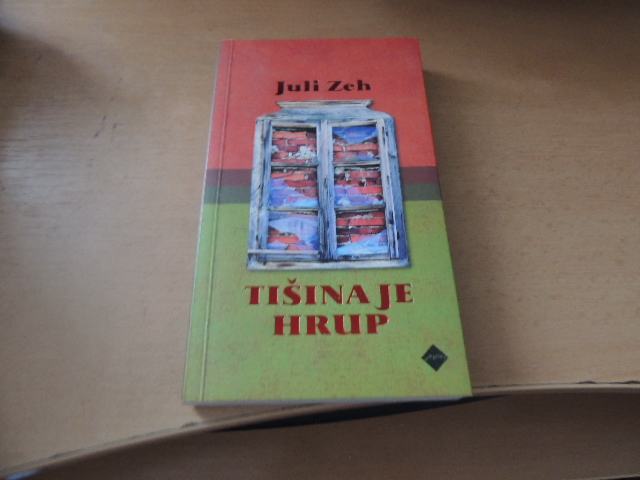 Juli Zeh
TIŠINA JE
HRUP